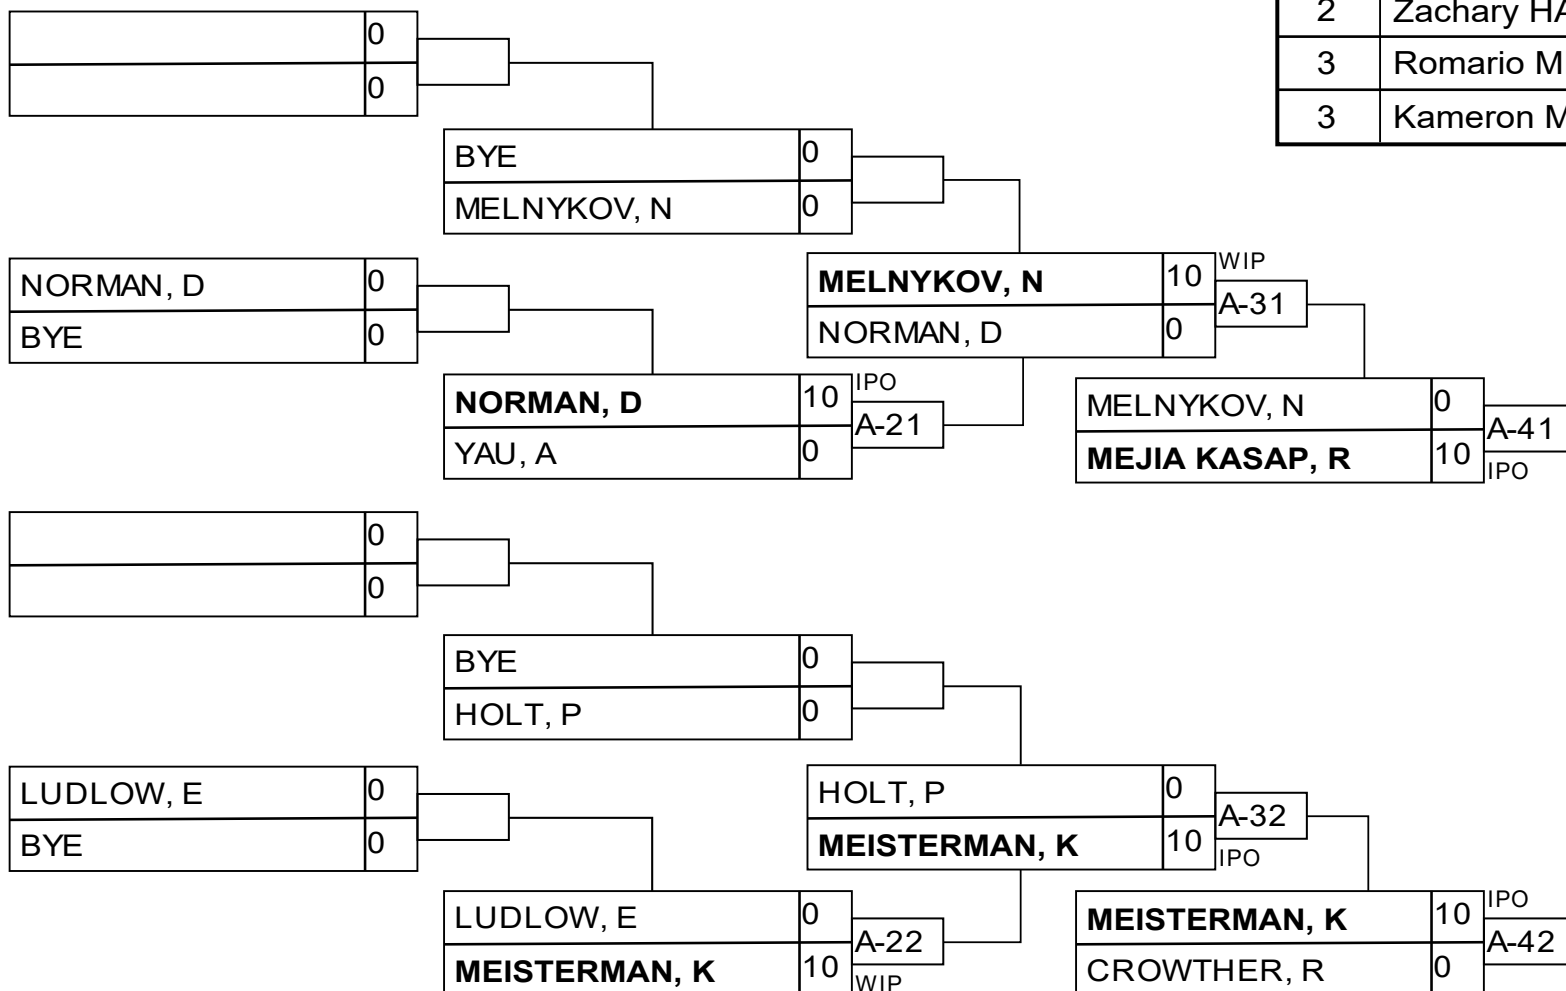 0
0
2 Zachary HA
3 Romario M
3 Kameron M
BYE 0
MELNYKOV, N 0
NORMAN, D 0
BYE 0
MELNYKOV, N 10 WIP
A-31
NORMAN, D 0
NORMAN, D 10 IPO
A-21
YAU, A 0
MELNYKOV, N 0
A-41
MEJIA KASAP, R 10 IPO
0
0
BYE 0
HOLT, P 0
LUDLOW, E 0
BYE 0
HOLT, P 0
A-32
MEISTERMAN, K 10 IPO
LUDLOW, E 0
A-22
MEISTERMAN, K 10 WIP
MEISTERMAN, K 10 IPO
A-42
CROWTHER, R 0